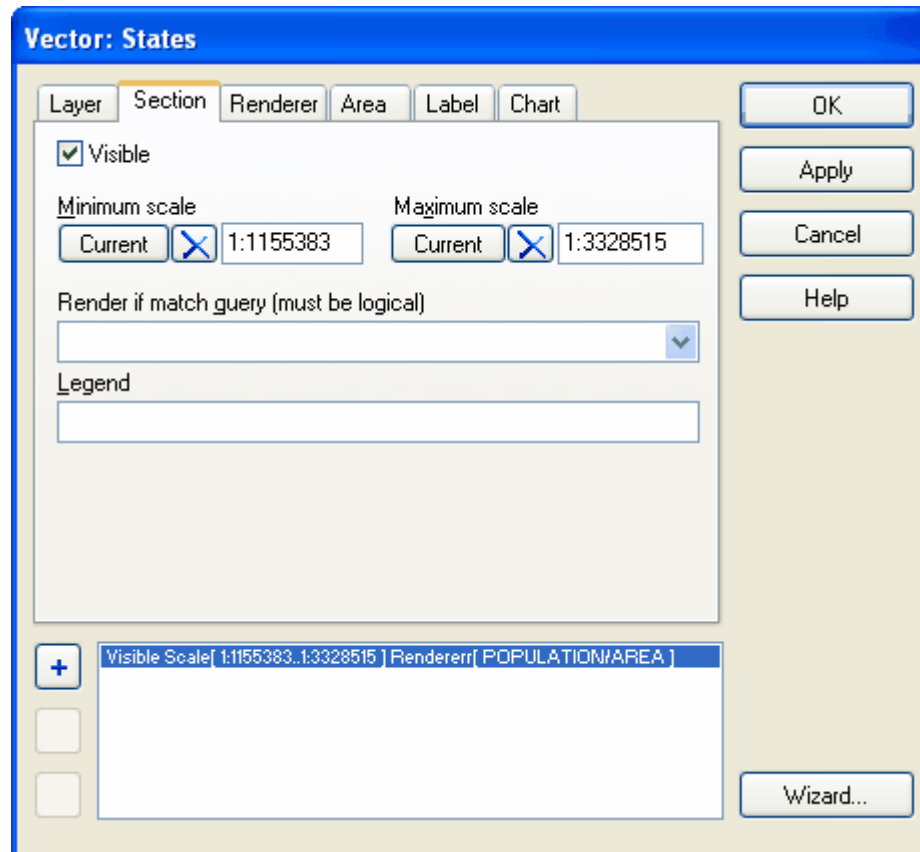 Vector: States
Layer Section Renderer Area Label Chart
OK
Visible
Apply
Minimum scale Maximum scale
Current 1:1155383 Current 1:3328515
Cancel
Render if match query (must be logical)
Help
Legend
+
Visible Scale[ 1:1155383..1:3328515 ] Rendererr[ POPULATION/AREA ]
Wizard...